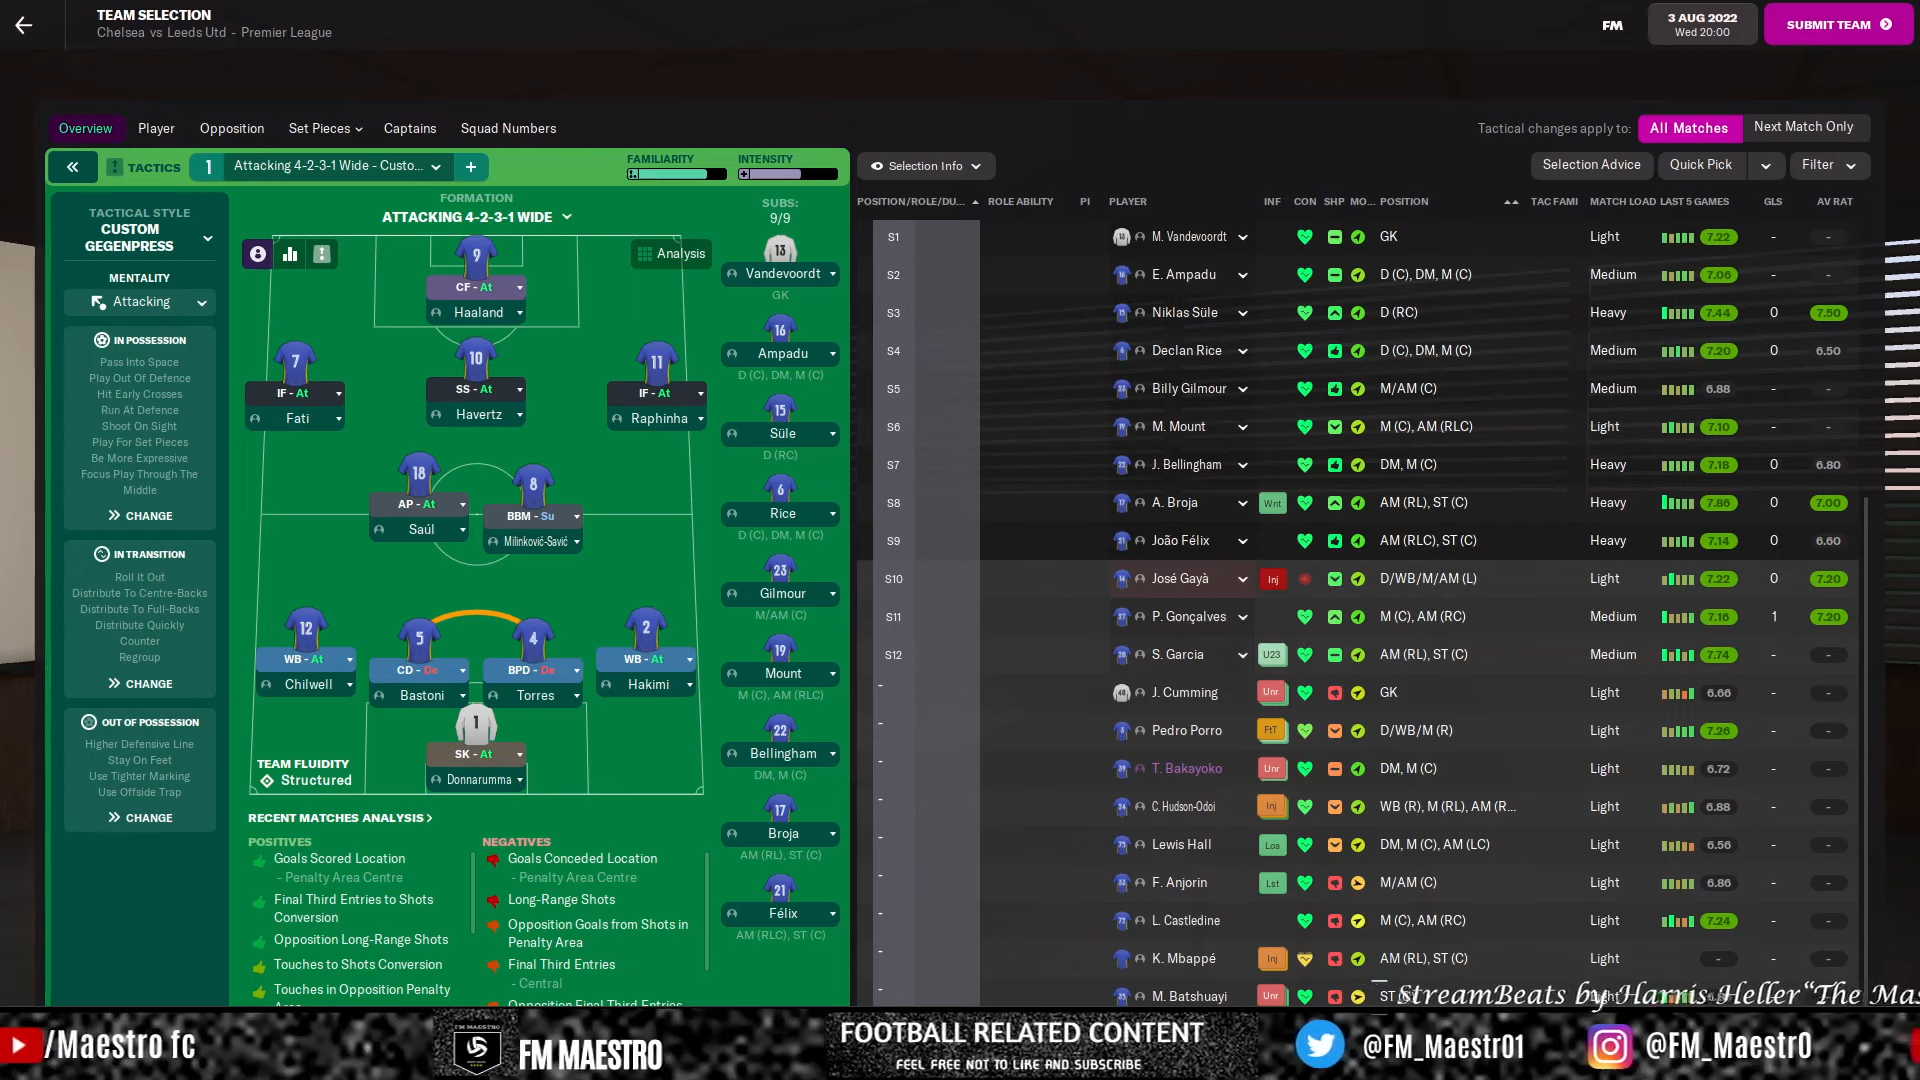 TEAM SELECTION
Chelsea vs Leeds Utd - Premier League
FM
3 AUG 2022
Wed 20:00
SUBMIT TEAM
Overview Player Opposition Set Pieces Captains Squad Numbers
Tactical changes apply to: All Matches Next Match Only
TACTICS 1 Attacking 4-2-3-1 Wide - Custo... +
FAMILIARITY INTENSITY
Selection Info
Selection Advice Quick Pick Filter
TACTICAL STYLE
CUSTOM
GEGENPRESS
MENTALITY
Attacking
IN POSSESSION
Pass Into Space
Play Out Of Defence
Hit Early Crosses
Run At Defence
Shoot On Sight
Play For Set Pieces
Be More Expressive
Focus Play Through The
Middle
CHANGE
IN TRANSITION
Roll It Out
Distribute To Centre-Backs
Distribute To Full-Backs
Distribute Quickly
Counter
Regroup
CHANGE
OUT OF POSSESSION
Higher Defensive Line
Stay On Feet
Use Tighter Marking
Use Offside Trap
CHANGE
FORMATION
ATTACKING 4-2-3-1 WIDE
Analysis
9
CF - At
Haaland
7
IF - At
Fati
10
SS - At
Havertz
11
IF - At
Raphinha
18
AP - At
Saúl
8
BBM - Su
Milinković-Savić
12
WB - At
Chilwell
5
CD - De
Bastoni
4
BPD - De
Torres
2
WB - At
Hakimi
1
SK - At
Donnarumma
TEAM FLUIDITY
Structured
SUBS:
9/9
13
Vandevoordt
GK
16
Ampadu
D (C), DM, M (C)
15
Süle
D (RC)
6
Rice
D (C), DM, M (C)
23
Gilmour
M/AM (C)
19
Mount
M (C), AM (RLC)
22
Bellingham
DM, M (C)
17
Broja
AM (RL), ST (C)
21
Félix
AM (RLC), ST (C)
RECENT MATCHES ANALYSIS >
POSITIVES
Goals Scored Location
- Penalty Area Centre
Final Third Entries to Shots
Conversion
Opposition Long-Range Shots
Touches to Shots Conversion
Touches in Opposition Penalty
Area
NEGATIVES
Goals Conceded Location
- Penalty Area Centre
Long-Range Shots
Opposition Goals from Shots in
Penalty Area
Final Third Entries
- Central
Opposition Final Third Entries
POSITION/ROLE/DU... ROLE ABILITY PI PLAYER INF CON SHP MO... POSITION TAC FAMI MATCH LOAD LAST 5 GAMES GLS AV RAT
S1 M. Vandevoordt GK Light 7.22 - -
S2 E. Ampadu D (C), DM, M (C) Medium 7.06 - -
S3 Niklas Süle D (RC) Heavy 7.44 0 7.50
S4 Declan Rice D (C), DM, M (C) Medium 7.20 0 6.50
S5 Billy Gilmour M/AM (C) Medium 6.88 - -
S6 M. Mount M (C), AM (RLC) Light 7.10 - -
S7 J. Bellingham DM, M (C) Heavy 7.18 0 6.80
S8 A. Broja Wnt AM (RL), ST (C) Heavy 7.86 0 7.00
S9 João Félix AM (RLC), ST (C) Heavy 7.14 0 6.60
S10 José Gayà Inj D/WB/M/AM (L) Light 7.22 0 7.20
S11 P. Gonçalves M (C), AM (RC) Medium 7.16 1 7.20
S12 S. Garcia U23 AM (RL), ST (C) Medium 7.74 - -
- J. Cumming Unr GK Light 6.66 - -
- Pedro Porro FtT D/WB/M (R) Light 7.26 - -
- T. Bakayoko Unr DM, M (C) Light 6.72 - -
- C. Hudson-Odoi Inj WB (R), M (RL), AM (R... Light 6.88 - -
- Lewis Hall Loa DM, M (C), AM (LC) Light 6.56 - -
- F. Anjorin Lst M/AM (C) Light 6.86 - -
- L. Castledine M (C), AM (RC) Light 7.24 - -
- K. Mbappé Inj AM (RL), ST (C) Light - - -
- M. Batshuayi Unr ST (C)
StreamBeats by Harris Heller "The Mas
/Maestro fc
FM MAESTRO
FM MAESTRO
FOOTBALL RELATED CONTENT
FEEL FREE NOT TO LIKE AND SUBSCRIBE
@FM_Maestr01
@FM_Maestr0